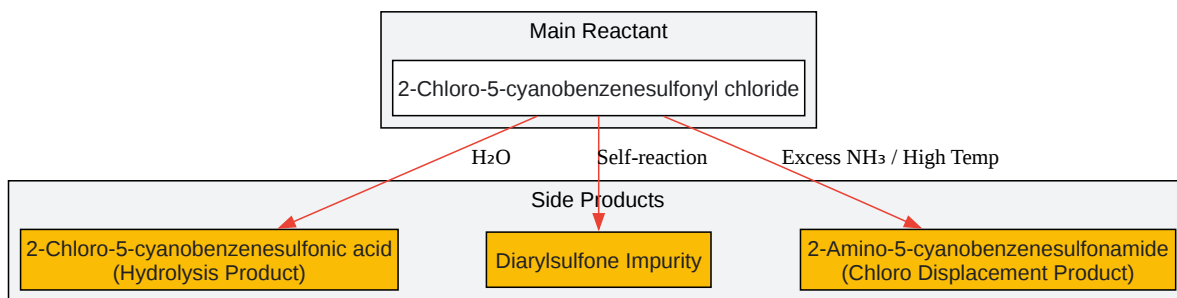 Main Reactant
2-Chloro-5-cyanobenzenesulfonyl chloride
H₂O
Self-reaction
Excess NH₃ / High Temp
Side Products
2-Chloro-5-cyanobenzenesulfonic acid
(Hydrolysis Product)
Diarylsulfone Impurity
2-Amino-5-cyanobenzenesulfonamide
(Chloro Displacement Product)